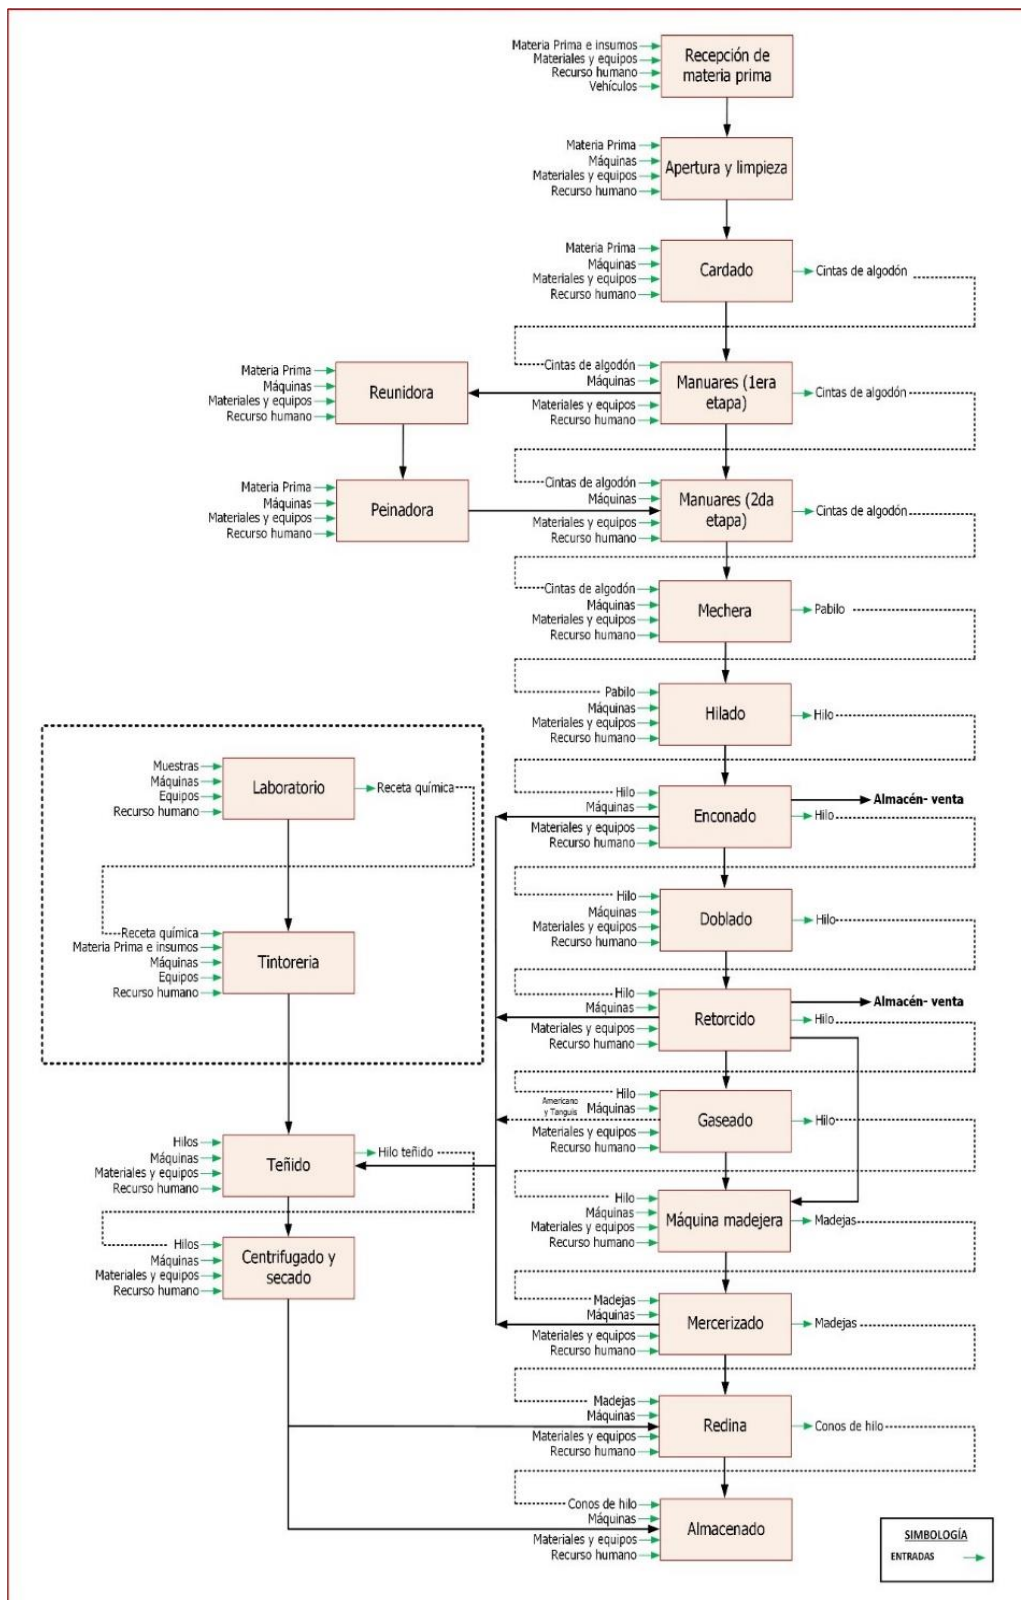 Materia Prima e insumos
Materiales y equipos
Recurso humano
Vehículos
Recepción de
materia prima
Materia Prima
Máquinas
Materiales y equipos
Recurso humano
Apertura y limpieza
Materia Prima
Máquinas
Materiales y equipos
Recurso humano
Cardado
Cintas de algodón
Cintas de algodón
Máquinas
Materiales y equipos
Recurso humano
Manuares (1era
etapa)
Cintas de algodón
Materia Prima
Máquinas
Materiales y equipos
Recurso humano
Reunidora
Materia Prima
Máquinas
Materiales y equipos
Recurso humano
Peinadora
Cintas de algodón
Máquinas
Materiales y equipos
Recurso humano
Manuares (2da
etapa)
Cintas de algodón
Cintas de algodón
Máquinas
Materiales y equipos
Recurso humano
Mechera
Pabilo
Pabilo
Máquinas
Materiales y equipos
Recurso humano
Hilado
Hilo
Hilo
Máquinas
Materiales y equipos
Recurso humano
Enconado
Almacén- venta
Hilo
Hilo
Máquinas
Materiales y equipos
Recurso humano
Doblado
Hilo
Hilo
Máquinas
Materiales y equipos
Recurso humano
Retorcido
Almacén- venta
Hilo
Hilo
Americano
y Tanguis
Máquinas
Materiales y equipos
Recurso humano
Gaseado
Hilo
Hilo
Máquinas
Materiales y equipos
Recurso humano
Máquina madejera
Madejas
Madejas
Máquinas
Materiales y equipos
Recurso humano
Mercerizado
Madejas
Madejas
Máquinas
Materiales y equipos
Recurso humano
Redina
Conos de hilo
Conos de hilo
Máquinas
Materiales y equipos
Recurso humano
Almacenado
Muestras
Máquinas
Equipos
Recurso humano
Laboratorio
Receta química
Receta química
Materia Prima e insumos
Máquinas
Equipos
Recurso humano
Tintoreria
Hilos
Máquinas
Materiales y equipos
Recurso humano
Teñido
Hilo teñido
Hilos
Máquinas
Materiales y equipos
Recurso humano
Centrifugado y
secado
SIMBOLOGÍA
ENTRADAS